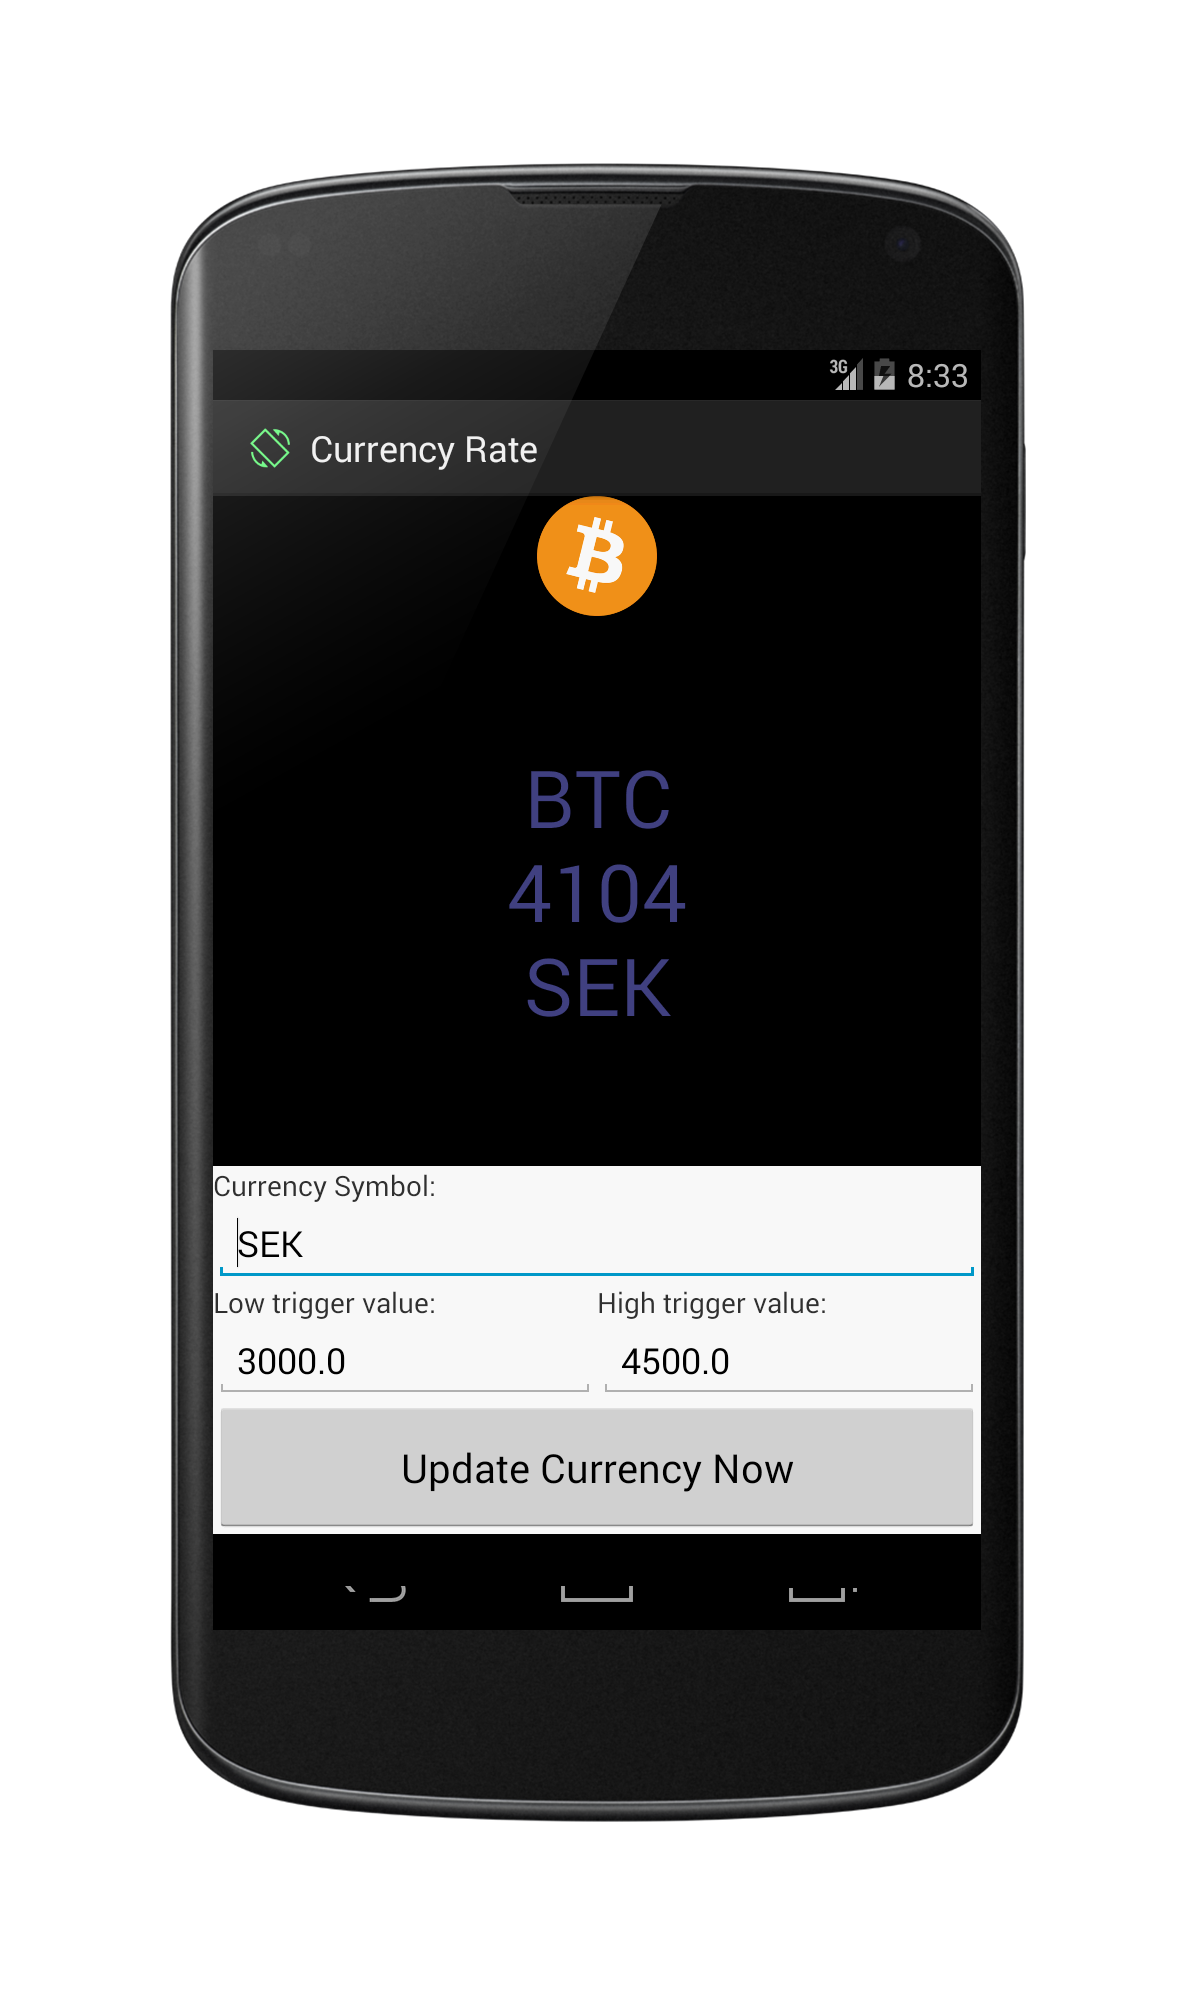 3G 8:33
Currency Rate
BTC
4104
SEK
Currency Symbol:
SEK
Low trigger value: High trigger value:
3000.0 4500.0
Update Currency Now